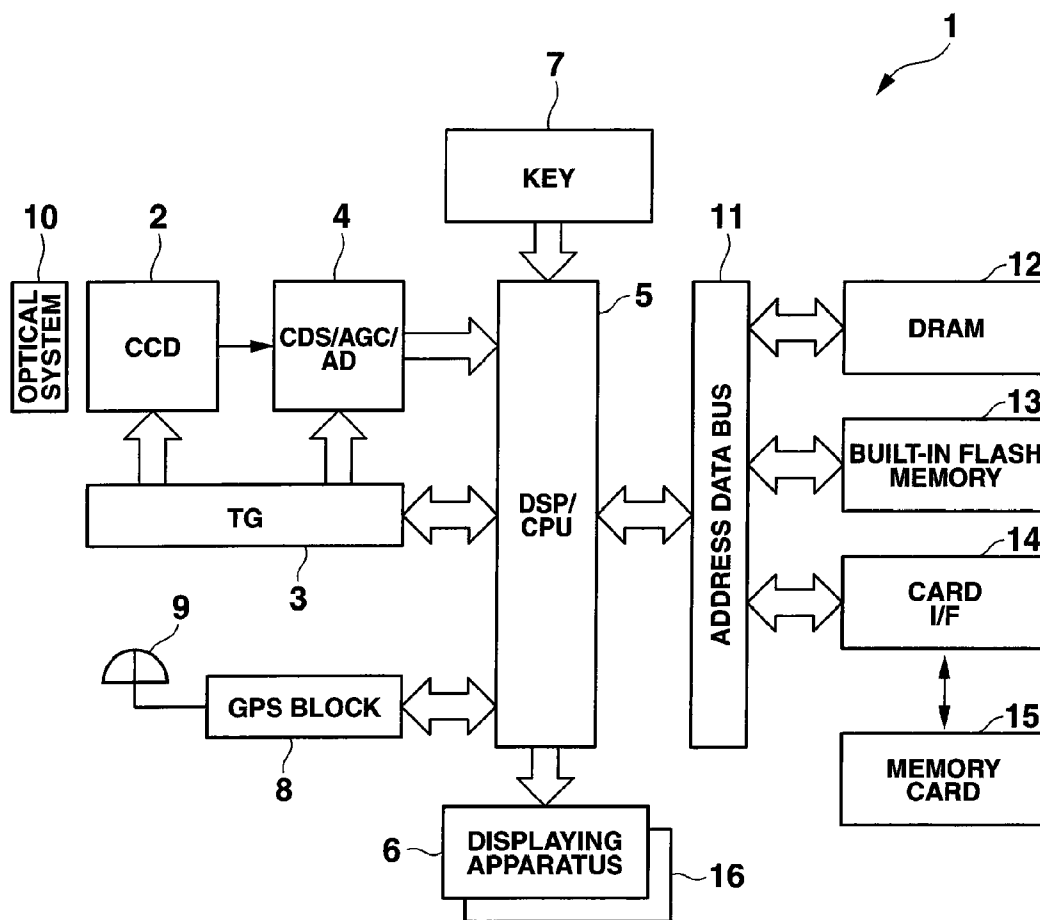 1
7
KEY
10
2
4
11
12
OPTICAL
SYSTEM
CCD
CDS/AGC/
AD
5
DRAM
13
BUILT-IN FLASH
MEMORY
TG
3
DSP/
CPU
ADDRESS DATA BUS
14
CARD
I/F
9
GPS BLOCK
8
15
MEMORY
CARD
6
DISPLAYING
APPARATUS
16